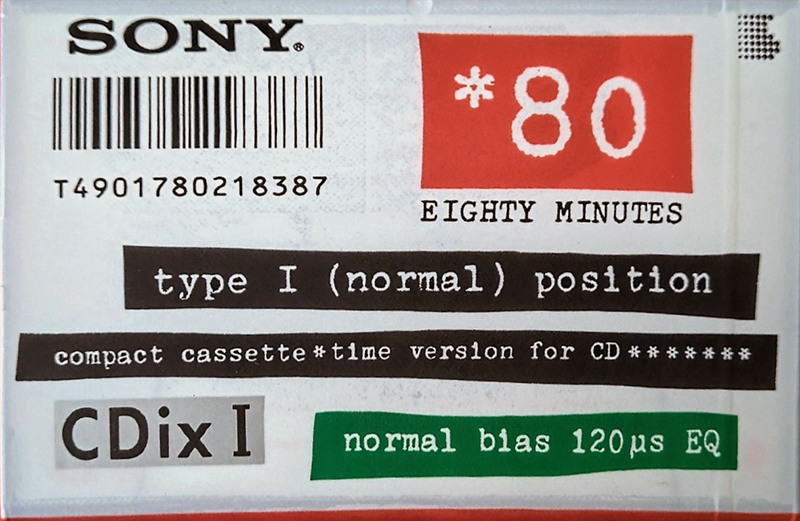 SONY®
T4901780218387
*80
EIGHTY MINUTES
type I (normal) position
compact cassette*time version for CD*******
CDix I
normal bias 120μs EQ